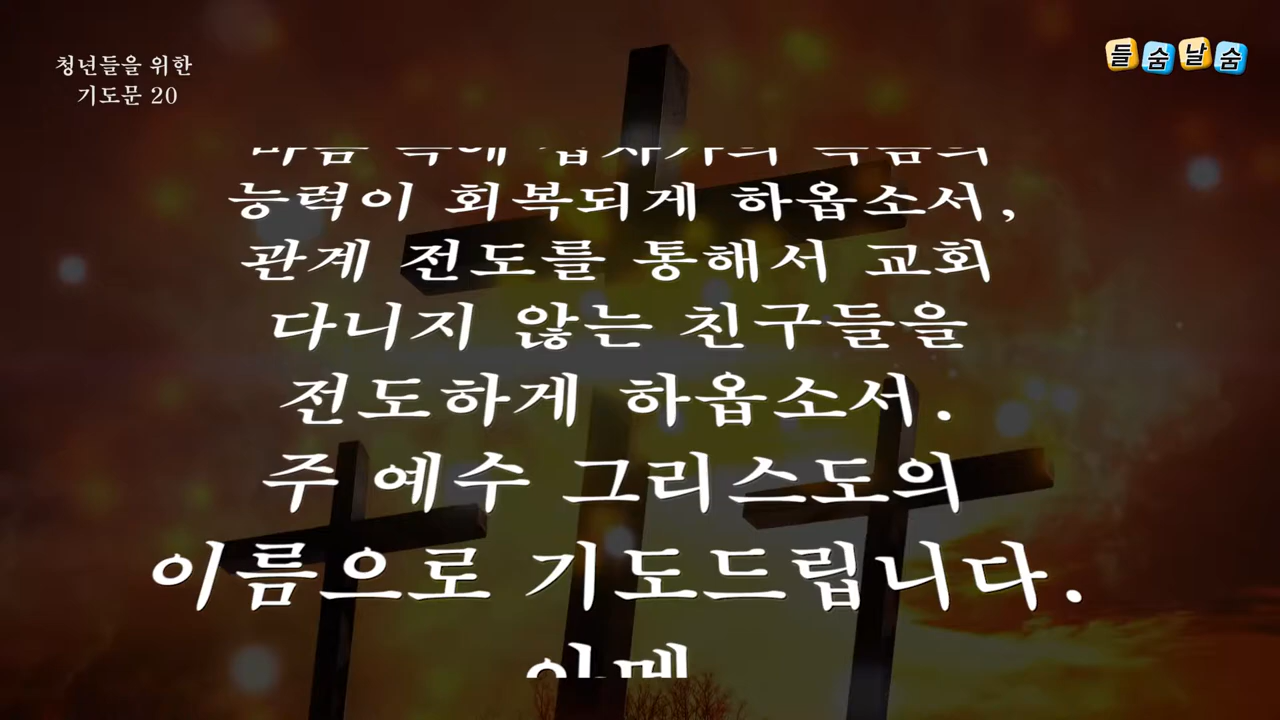 청년들을 위한
기도문 20
들숨날숨
능력이 회복되게 하옵소서,
관계 전도를 통해서 교회
다니지 않는 친구들을
전도하게 하옵소서.
주 예수 그리스도의
이름으로 기도드립니다.